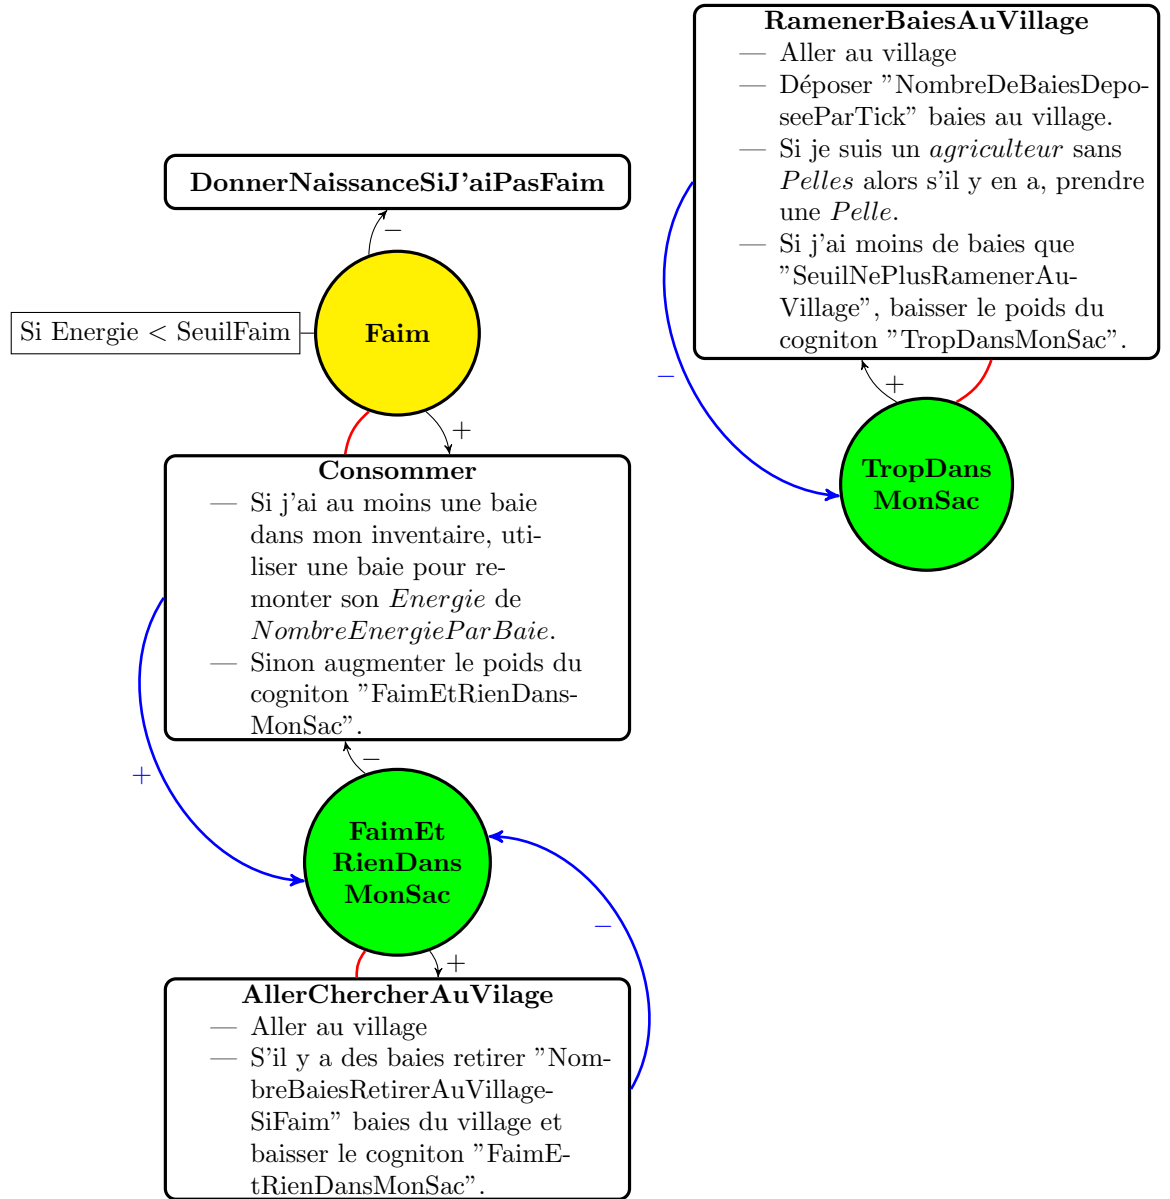 DonnerNaissanceSiJ'aiPasFaim
−
Si Energie < SeuilFaim
Faim
+
Consommer
— Si j'ai au moins une baie
dans mon inventaire, uti-
liser une baie pour re-
monter son Energie de
NombreEnergieParBaie.
— Sinon augmenter le poids du
cogniton ”FaimEtRienDans-
MonSac”.
+
−
FaimEt
RienDans
MonSac
−
+
AllerChercherAuVilage
— Aller au village
— S'il y a des baies retirer ”Nom-
breBaiesRetirerAuVillage-
SiFaim” baies du village et
baisser le cogniton ”FaimE-
tRienDansMonSac”.
RamenerBaiesAuVillage
— Aller au village
— Déposer ”NombreDeBaiesDepo-
seeParTick” baies au village.
— Si je suis un agriculteur sans
Pelles alors s'il y en a, prendre
une Pelle.
— Si j'ai moins de baies que
”SeuilNePlusRamenerAu-
Village”, baisser le poids du
cogniton ”TropDansMonSac”.
−
+
TropDans
MonSac